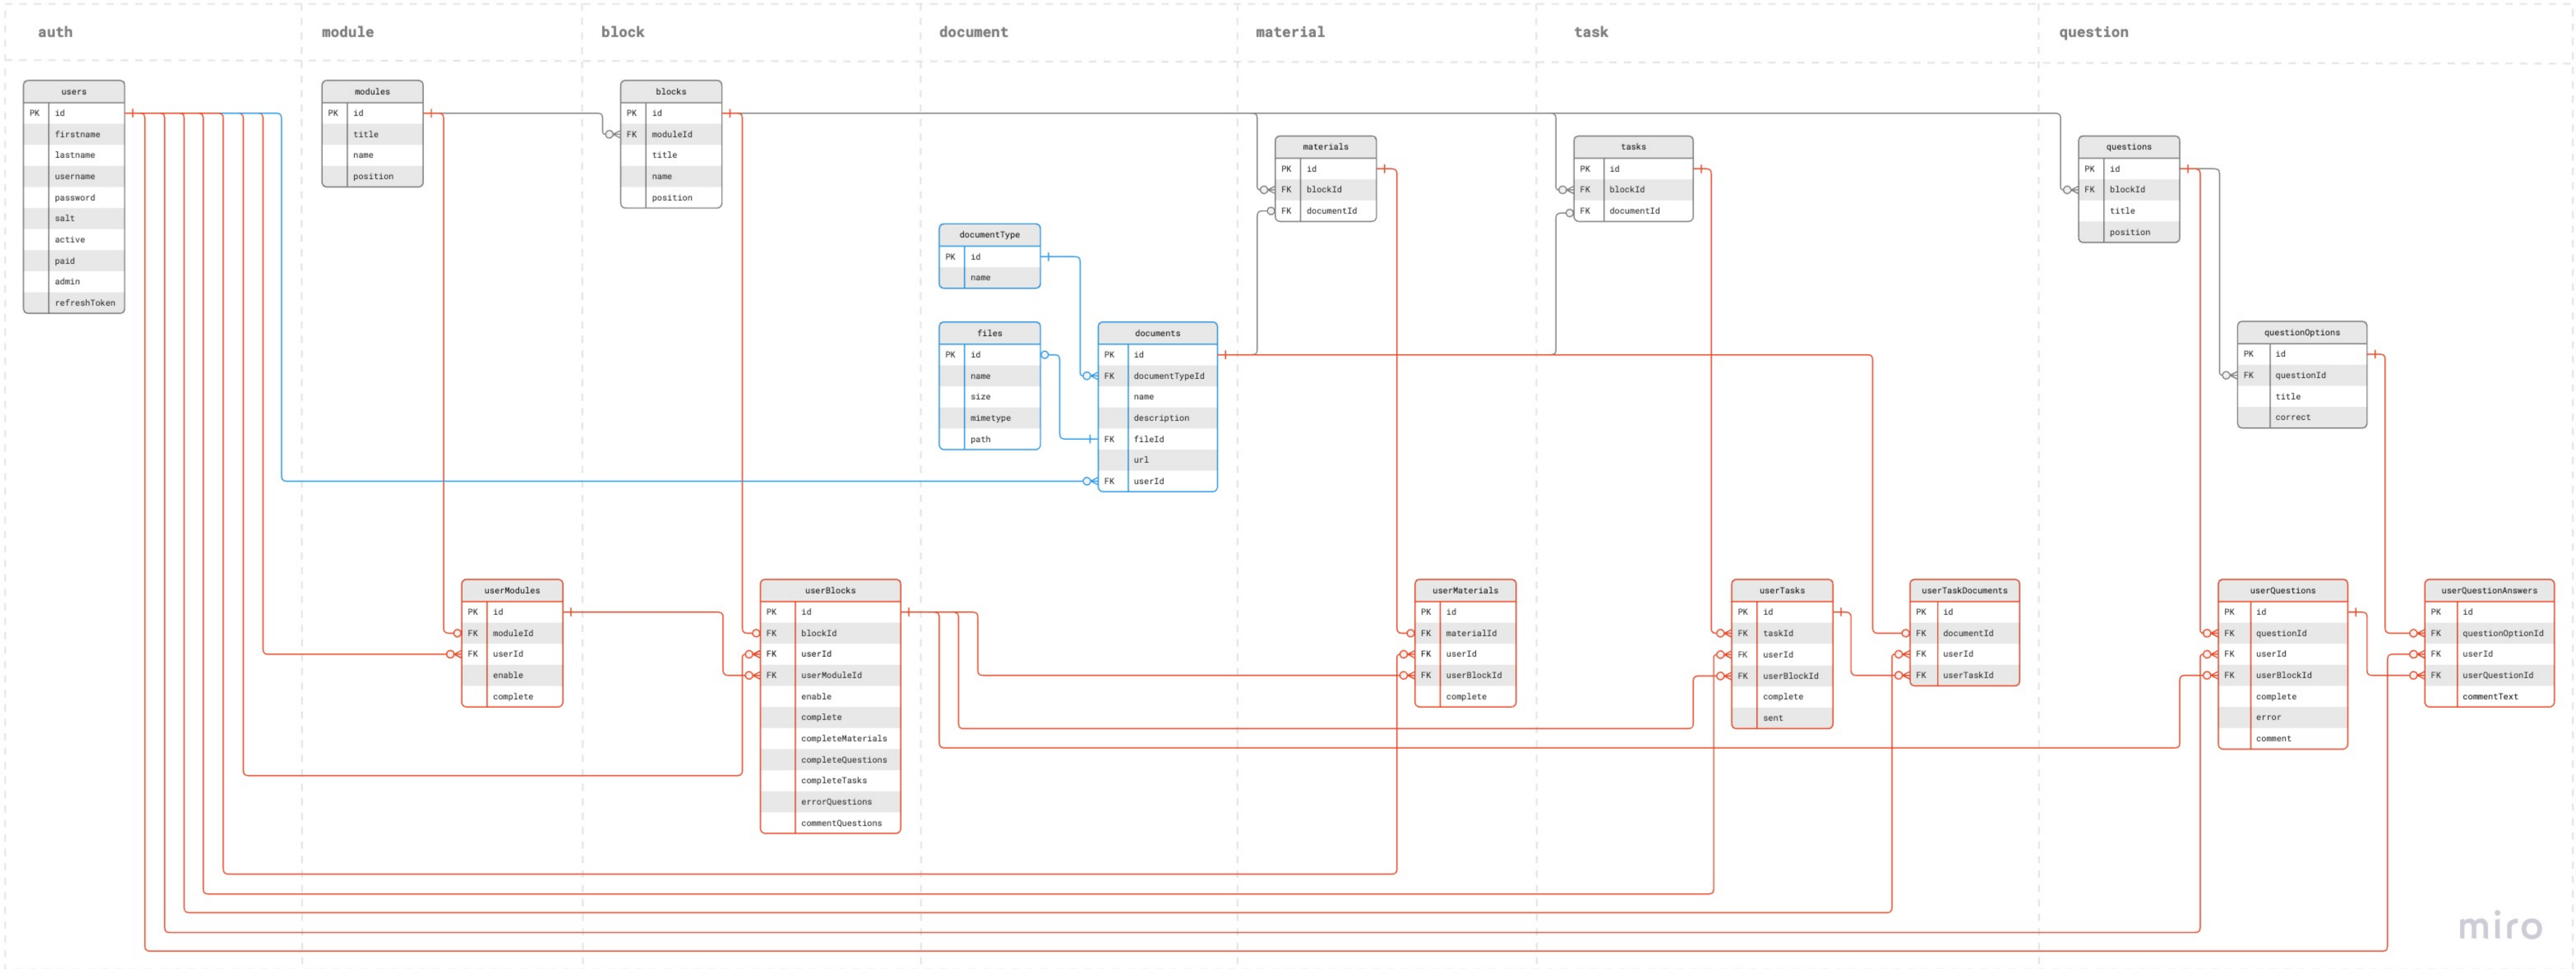 auth
module
block
document
material
task
question
users
PK id
firstname
lastname
username
password
salt
active
paid
admin
refreshToken
modules
PK id
title
name
position
blocks
PK id
FK moduleId
title
name
position
documentType
PK id
name
files
PK id
name
size
mimetype
path
documents
PK id
FK documentTypeId
name
description
FK fileId
url
FK userId
materials
PK id
FK blockId
FK documentId
tasks
PK id
FK blockId
FK documentId
questions
PK id
FK blockId
title
position
questionOptions
PK id
FK questionId
title
correct
userModules
PK id
FK moduleId
FK userId
enable
complete
userBlocks
PK id
FK blockId
FK userId
FK userModuleId
enable
complete
completeMaterials
completeQuestions
completeTasks
errorQuestions
commentQuestions
userMaterials
PK id
FK materialId
FK userId
FK userBlockId
complete
userTasks
PK id
FK taskId
FK userId
FK userBlockId
complete
sent
userTaskDocuments
PK id
FK documentId
FK userId
FK userTaskId
userQuestions
PK id
FK questionId
FK userId
FK userBlockId
complete
error
comment
userQuestionAnswers
PK id
FK questionOptionId
FK userId
FK userQuestionId
commentText
miro